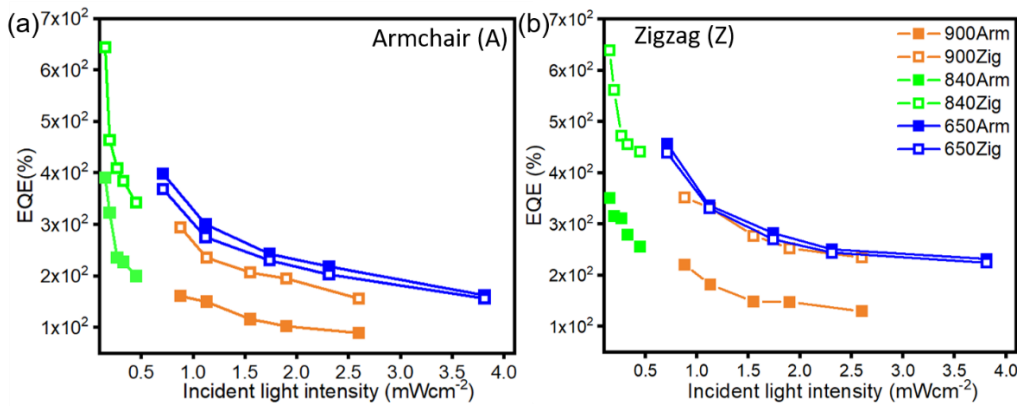 (a)
Armchair (A)
7x10²
6x10²
5x10²
4x10²
3x10²
2x10²
1x10²
EQE(%)
0.5 1.0 1.5 2.0 2.5 3.0 3.5 4.0
Incident light intensity (mWcm⁻²)
(b)
Zigzag (Z)
900Arm
900Zig
840Arm
840Zig
650Arm
650Zig
7x10²
6x10²
5x10²
4x10²
3x10²
2x10²
1x10²
EQE (%)
0.5 1.0 1.5 2.0 2.5 3.0 3.5 4.0
Incident light intensity (mWcm⁻²)